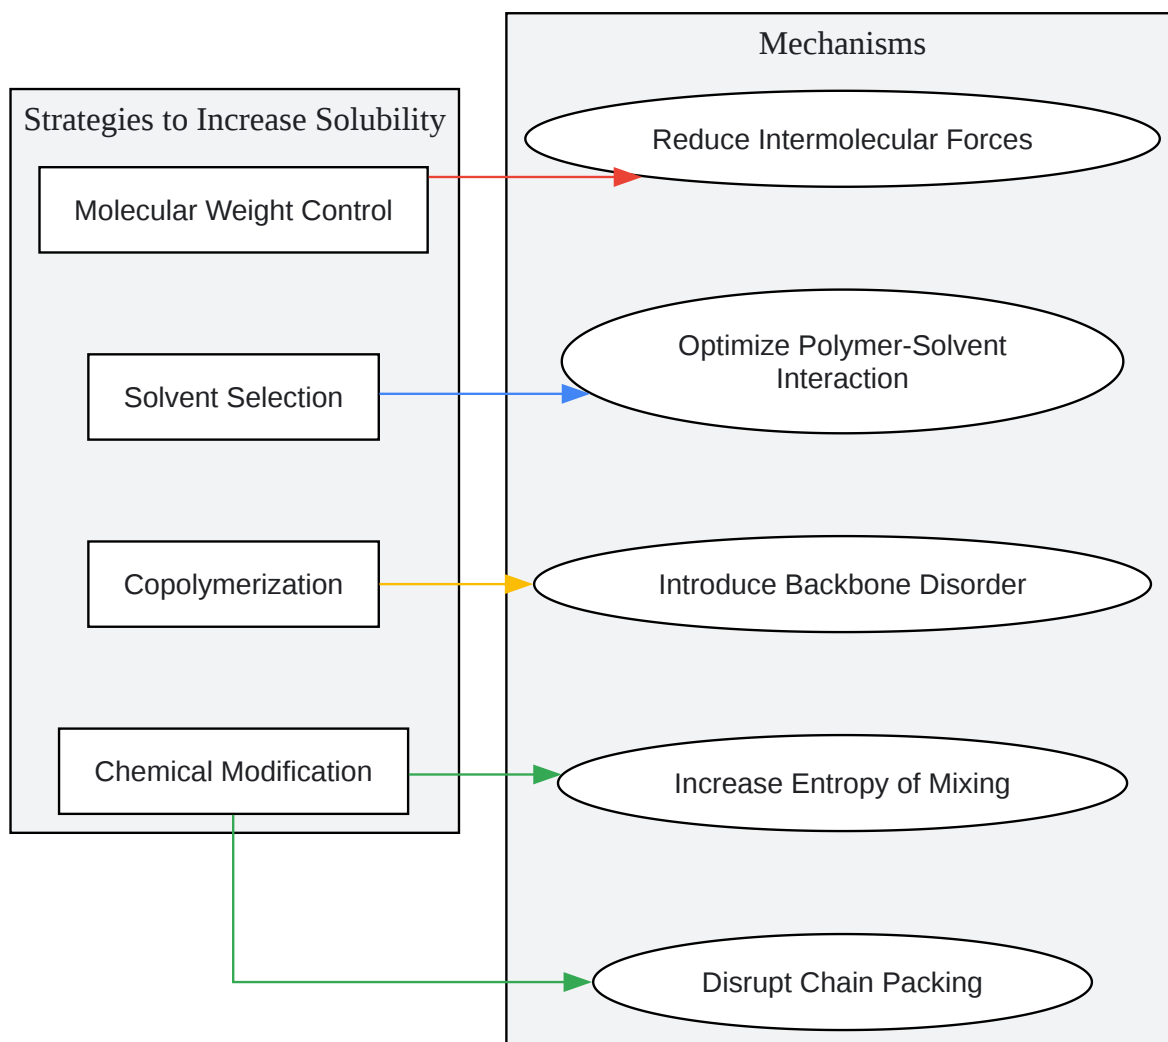 Strategies to Increase Solubility
Molecular Weight Control
Solvent Selection
Copolymerization
Chemical Modification
Mechanisms
Reduce Intermolecular Forces
Optimize Polymer-Solvent
Interaction
Introduce Backbone Disorder
Increase Entropy of Mixing
Disrupt Chain Packing